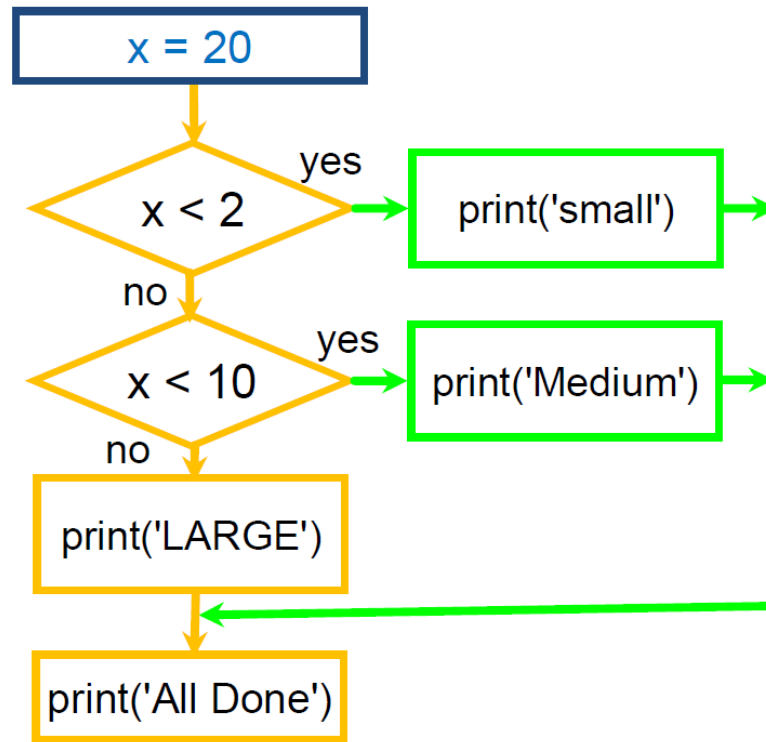 x = 20
yes
x < 2
print('small')
no
yes
x < 10
print('Medium')
no
print('LARGE')
print('All Done')